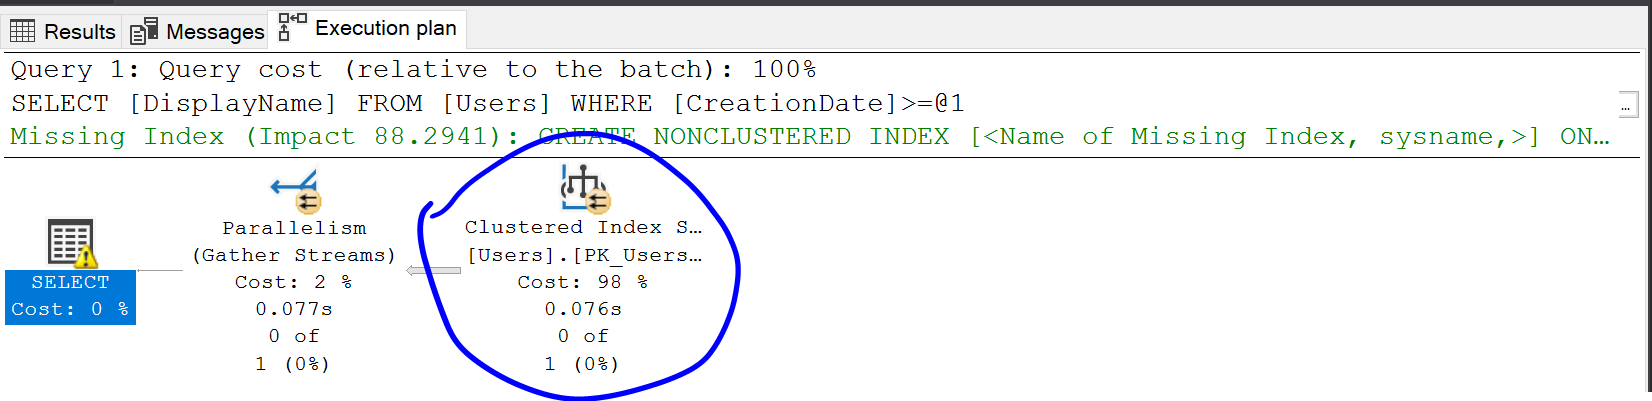 Results Messages Execution plan
Query 1: Query cost (relative to the batch): 100%
SELECT [DisplayName] FROM [Users] WHERE [CreationDate]>=@1
...
Missing Index (Impact 88.2941): CREATE NONCLUSTERED INDEX [<Name of Missing Index, sysname,>] ON…
SELECT
Cost: 0 %
Parallelism
(Gather Streams)
Cost: 2 %
0.077s
0 of
1 (0%)
Clustered Index S…
[Users].[PK_Users…
Cost: 98 %
0.076s
0 of
1 (0%)